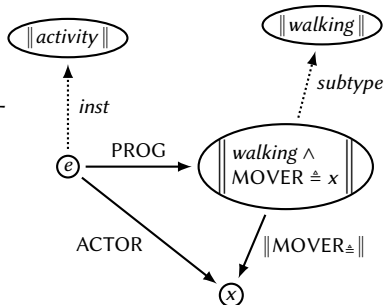 ‖activity‖
‖walking‖
inst
subtype
e
PROG
‖walking ∧
MOVER ≙ x‖
ACTOR
‖MOVER≙‖
x